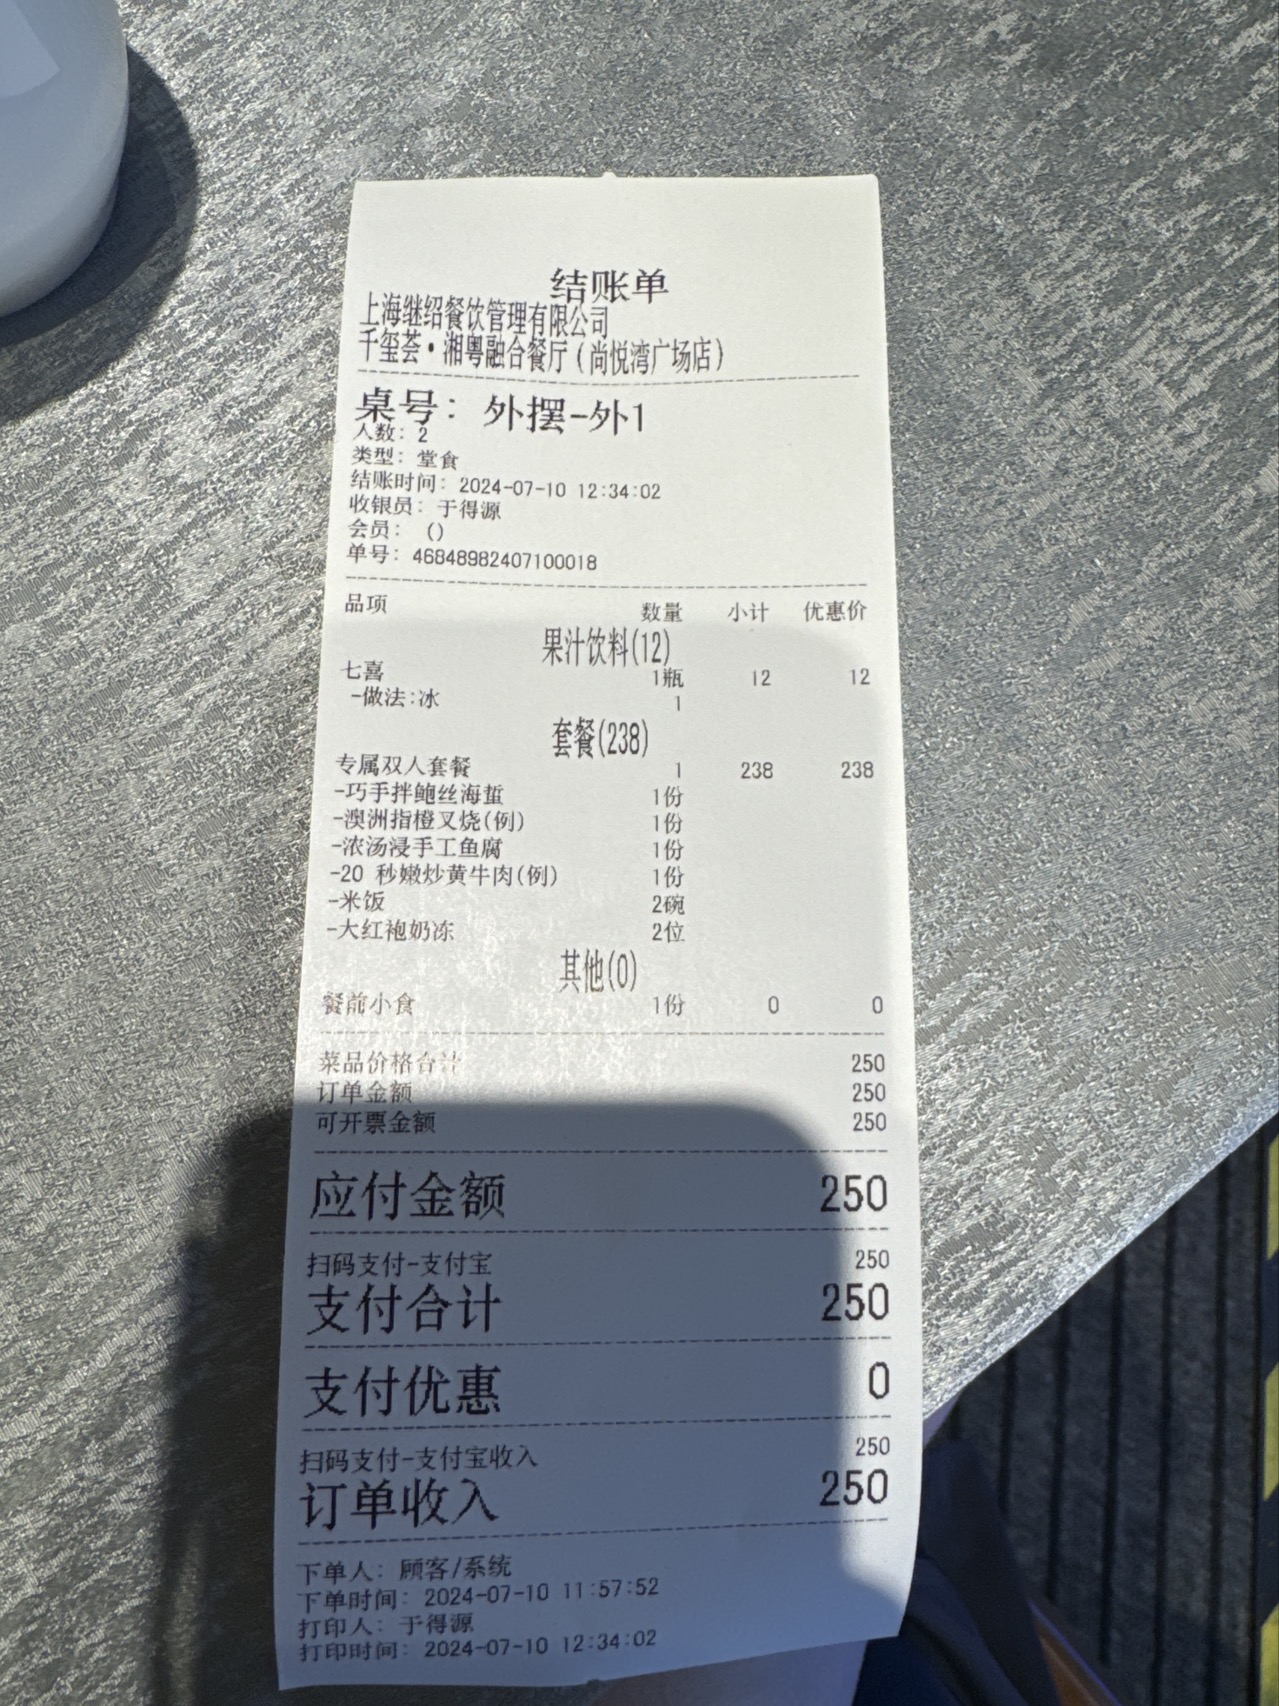 结账单
上海继绍餐饮管理有限公司
千玺荟•湘粤融合餐厅(尚悦湾广场店)
桌号: 外摆-外1
人数: 2
类型: 堂食
结账时间: 2024-07-10 12:34:02
收银员: 于得源
会员: ()
单号: 46848982407100018
品项 数量 小计 优惠价
果汁饮料(12)
七喜 1瓶 12 12
-做法:冰 1
套餐(238)
专属双人套餐 1 238 238
-巧手拌鲍丝海蜇 1份
-澳洲指橙叉烧(例) 1份
-浓汤浸手工鱼腐 1份
-20 秒嫩炒黄牛肉(例) 1份
-米饭 2碗
-大红袍奶冻 2位
其他(0)
餐前小食 1份 0 0
菜品价格合计 250
订单金额 250
可开票金额 250
应付金额 250
扫码支付-支付宝 250
支付合计 250
支付优惠 0
扫码支付-支付宝收入 250
订单收入 250
下单人: 顾客/系统
下单时间: 2024-07-10 11:57:52
打印人: 于得源
打印时间: 2024-07-10 12:34:02